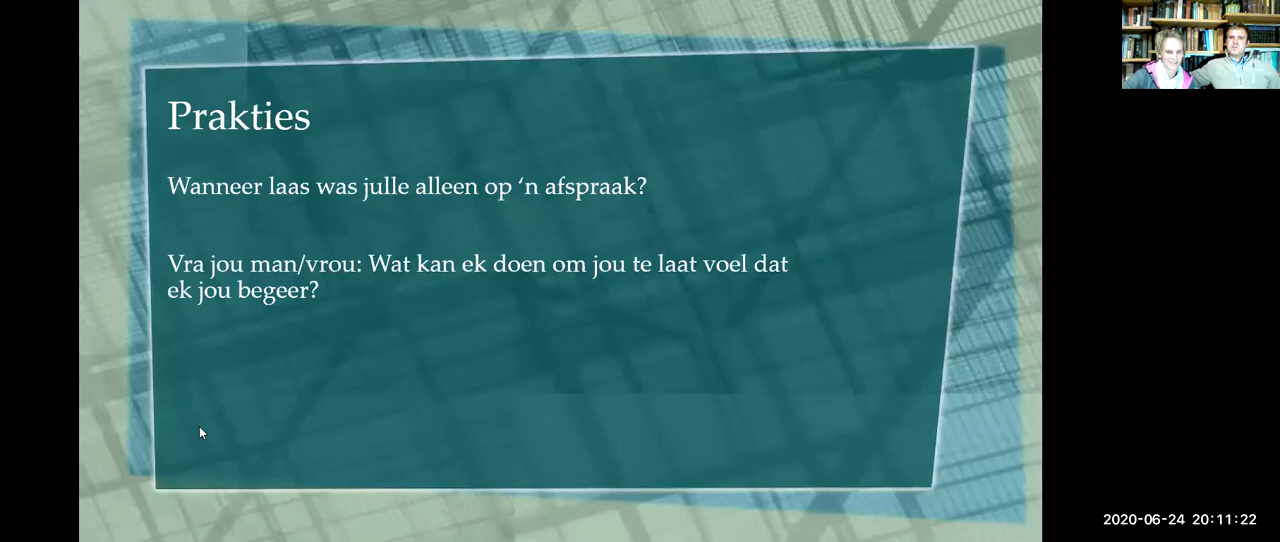 Prakties
Wanneer laas was julle alleen op ‘n afspraak?
Vra jou man/vrou: Wat kan ek doen om jou te laat voel dat
ek jou begeer?
2020-06-24 20:11:22